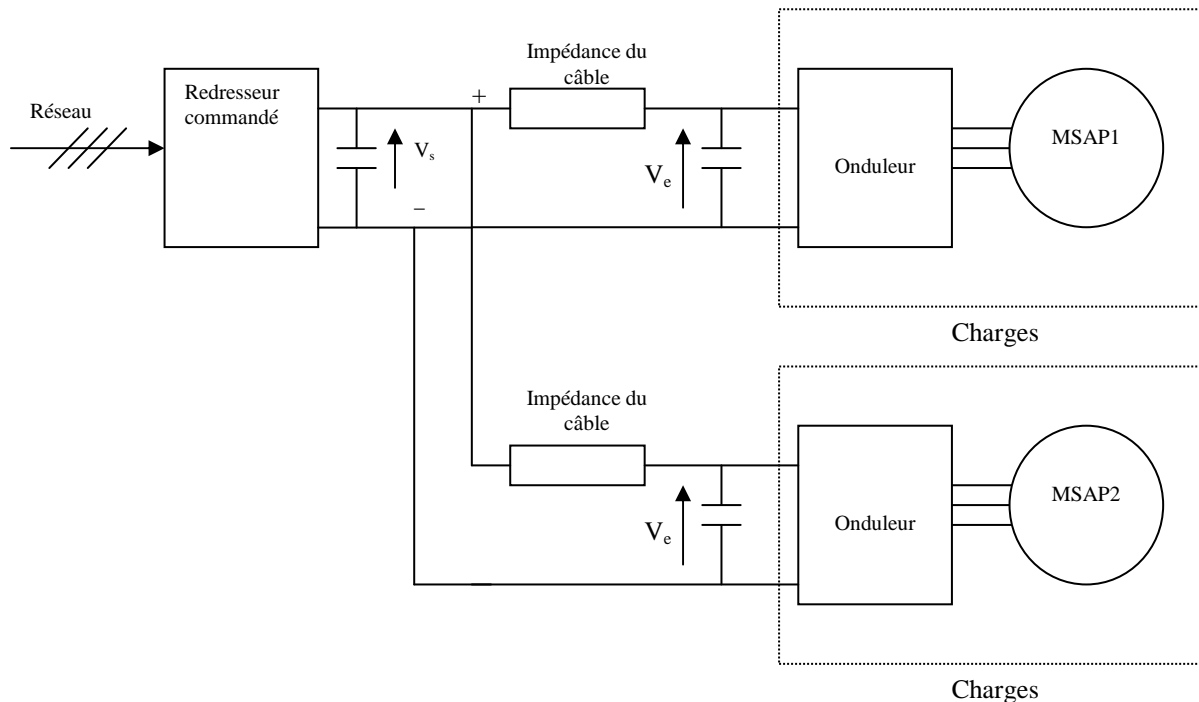 Réseau
Redresseur
commandé
+
Vs
–
Impédance du
câble
Ve
Onduleur
MSAP1
Charges
Impédance du
câble
Ve
Onduleur
MSAP2
Charges